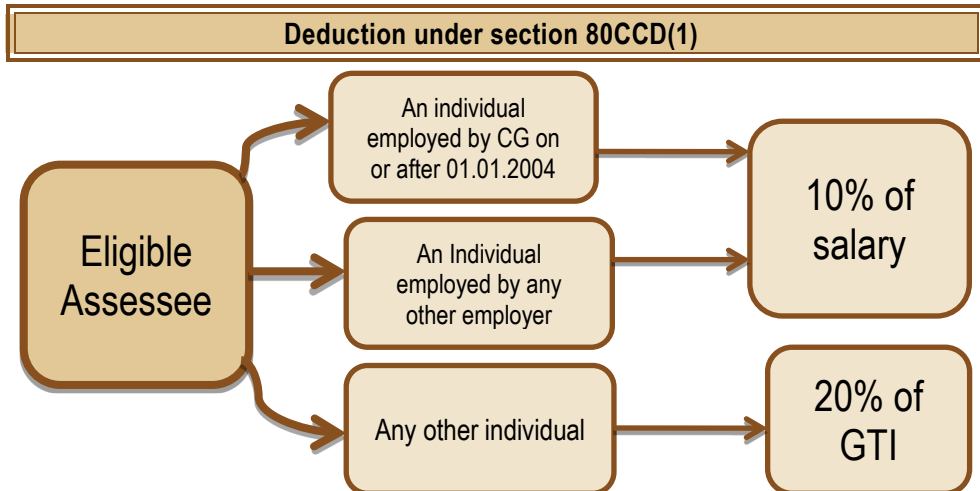 Deduction under section 80CCD(1)
Eligible
Assessee
An individual
employed by CG on
or after 01.01.2004
An Individual
employed by any
other employer
Any other individual
10% of
salary
20% of
GTI